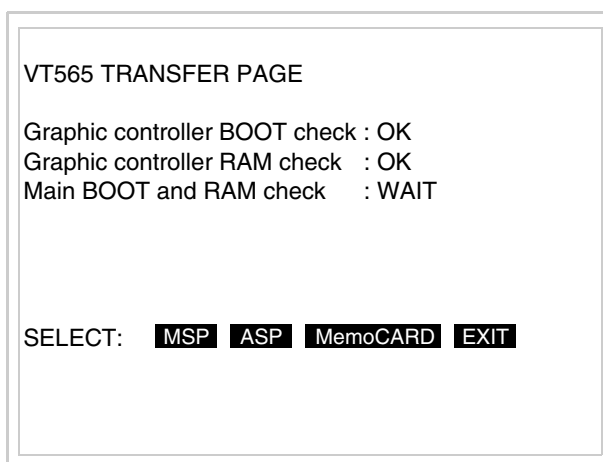 VT565 TRANSFER PAGE
Graphic controller BOOT check : OK
Graphic controller RAM check : OK
Main BOOT and RAM check : WAIT
SELECT: MSP ASP MemoCARD EXIT